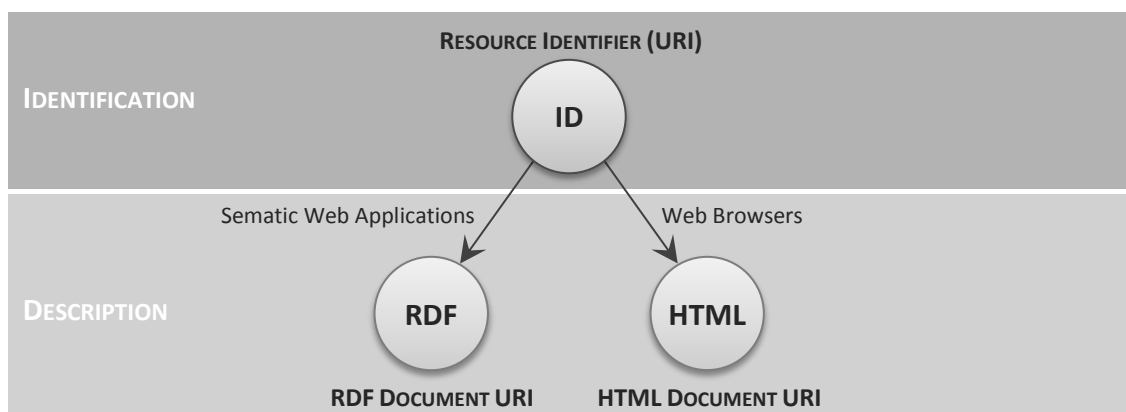 RESOURCE IDENTIFIER (URI)
IDENTIFICATION
ID
Sematic Web Applications
Web Browsers
DESCRIPTION
RDF
HTML
RDF DOCUMENT URI
HTML DOCUMENT URI